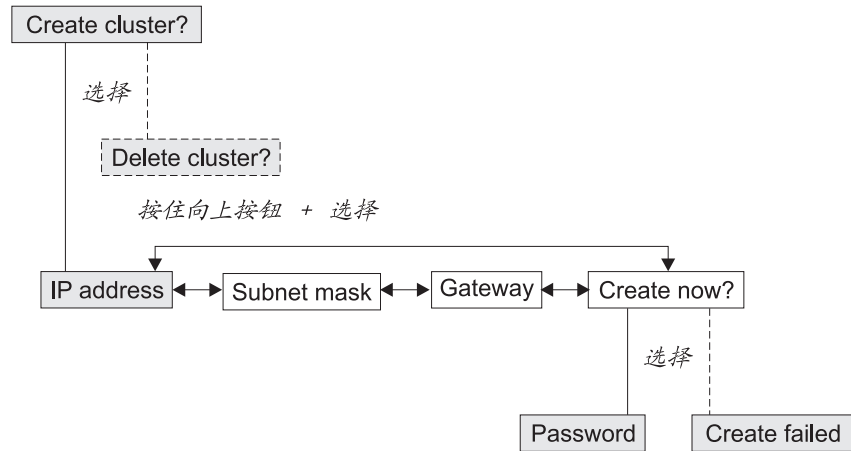 Create cluster?
选择
Delete cluster?
按住向上按钮 + 选择
IP address
Subnet mask
Gateway
Create now?
选择
Password
Create failed